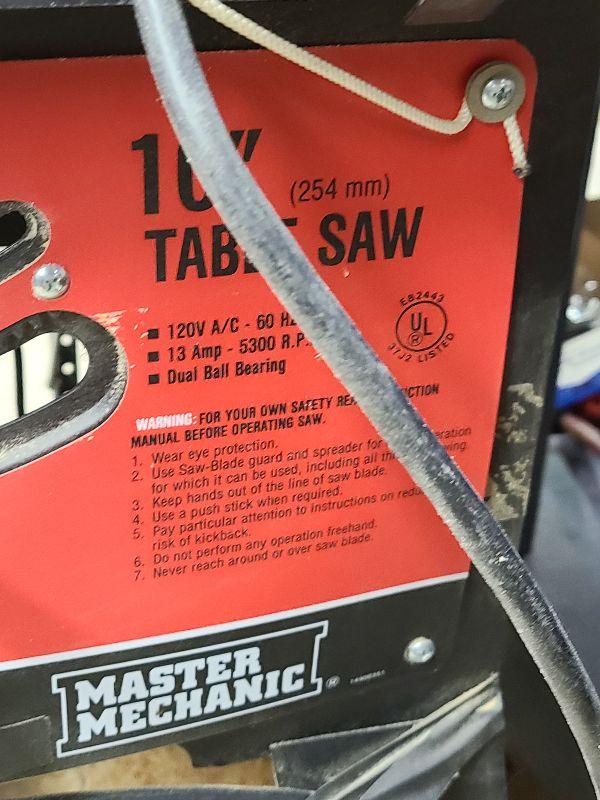 10" (254 mm)
TABLE SAW
■ 120V A/C - 60 H
■ 13 Amp - 5300 R.P.
■ Dual Ball Bearing
E82443
UL
®
37J2 LISTED
WARNING: FOR YOUR OWN SAFETY
MANUAL BEFORE OPERATING SAW.
1. Wear eye protection.
2. Use Saw-Blade guard and spreader for
for which it can be used, including all
3. Keep hands out of the line of saw blade.
4. Use a push stick when required.
5. Pay particular attention to instructions on
risk of kickback.
6. Do not perform any operation freehand.
7. Never reach around or over saw blade.
MASTER
MECHANIC ®